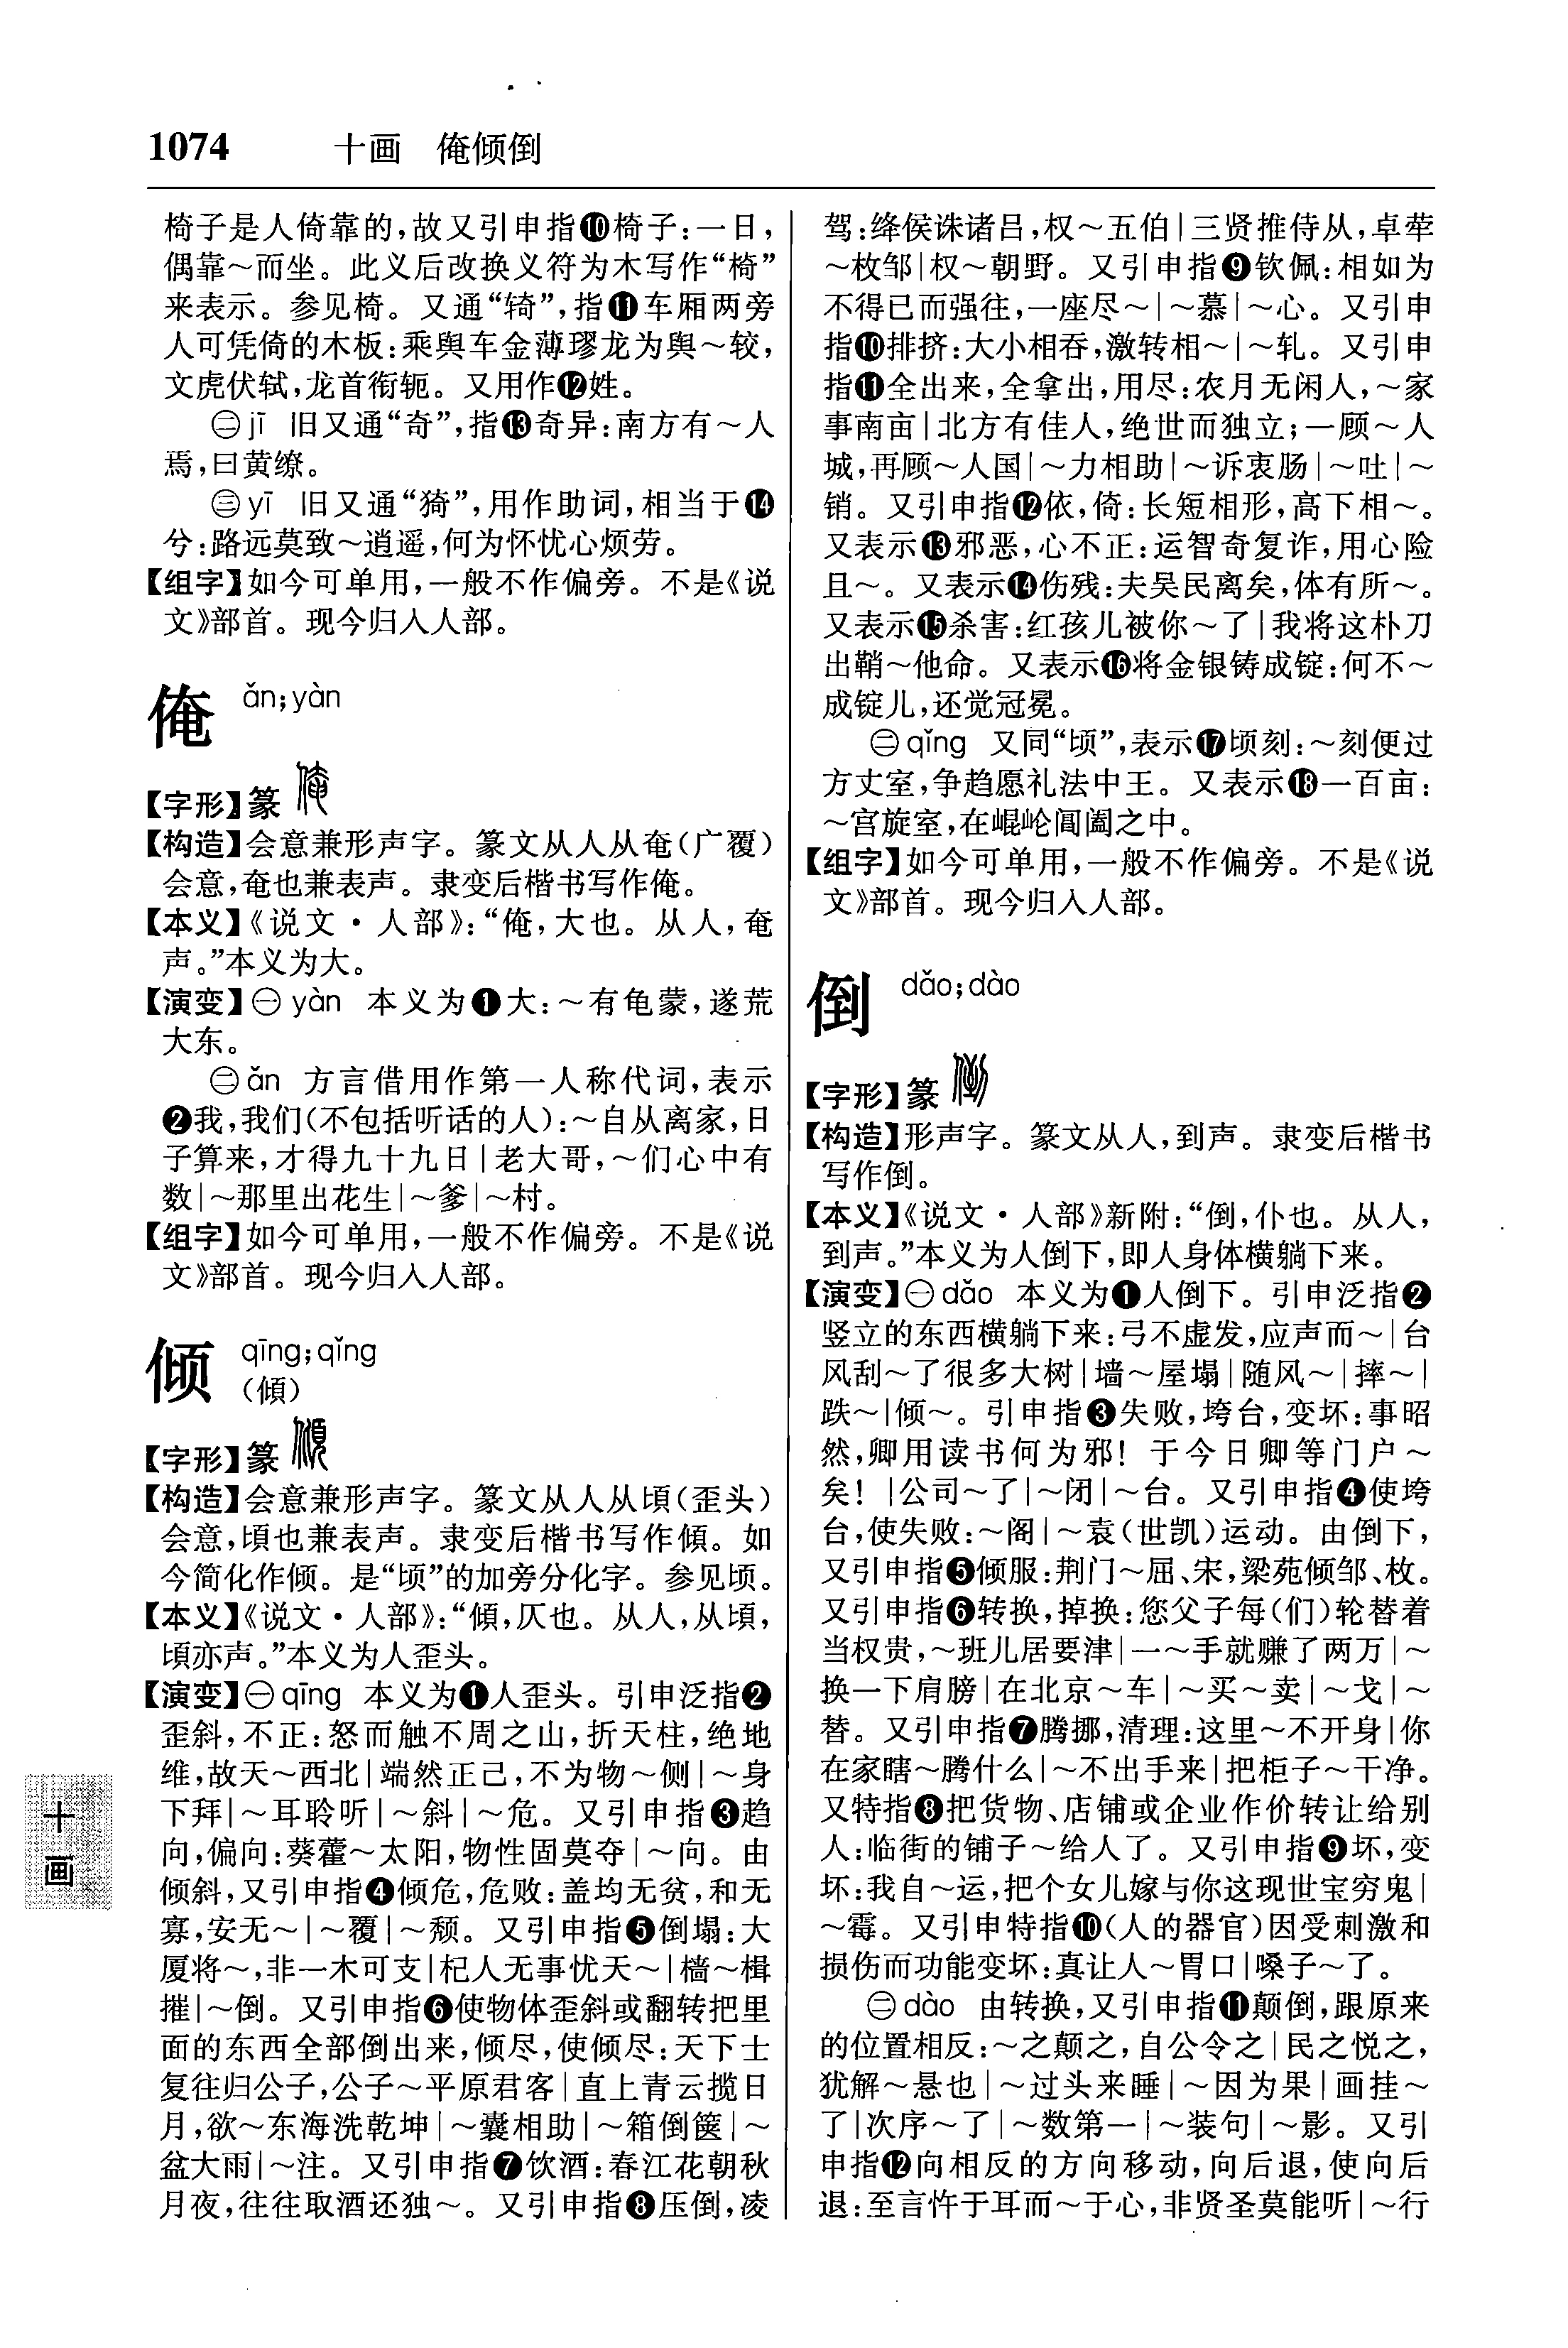 1074 十画 俺倾倒
椅子是人倚靠的,故又引申指❿椅子:一日,
偶靠～而坐。此义后改换义符为木写作“椅”
来表示。参见椅。又通“𬨎”,指⓫车厢两旁
人可凭倚的木板:乘舆车金薄璆龙为舆～较,
文虎伏轼,龙首衔轭。又用作⓬姓。
㊁jī 旧又通“奇”,指⓭奇异:南方有～人
焉,曰黄缭。
㊂yī 旧又通“猗”,用作助词,相当于⓮
兮:路远莫致～逍遥,何为怀忧心烦劳。
【组字】如今可单用,一般不作偏旁。不是《说
文》部首。现今归入人部。
俺 ǎn;yàn
【字形】篆
【构造】会意兼形声字。篆文从人从奄(广覆)
会意,奄也兼表声。隶变后楷书写作俺。
【本义】《说文·人部》:“俺,大也。从人,奄
声。”本义为大。
【演变】㊀yàn 本义为❶大:～有龟蒙,遂荒
大东。
㊁ǎn 方言借用作第一人称代词,表示
❷我,我们(不包括听话的人):～自从离家,日
子算来,才得九十九日|老大哥,～们心中有
数|～那里出花生|～爹|～村。
【组字】如今可单用,一般不作偏旁。不是《说
文》部首。现今归入人部。
倾 qīng;qǐng
(傾)
【字形】篆
【构造】会意兼形声字。篆文从人从頃(歪头)
会意,頃也兼表声。隶变后楷书写作傾。如
今简化作倾。是“顷”的加旁分化字。参见顷。
【本义】《说文·人部》:“傾,仄也。从人,从頃,
頃亦声。”本义为人歪头。
【演变】㊀qīng 本义为❶人歪头。引申泛指❷
歪斜,不正:怒而触不周之山,折天柱,绝地
维,故天～西北|端然正己,不为物～侧|～身
下拜|～耳聆听|～斜|～危。又引申指❸趋
向,偏向:葵藿～太阳,物性固莫夺|～向。由
倾斜,又引申指❹倾危,危败:盖均无贫,和无
寡,安无～|～覆|～颓。又引申指❺倒塌:大
厦将～,非一木可支|杞人无事忧天～|樯～楫
摧|～倒。又引申指❻使物体歪斜或翻转把里
面的东西全部倒出来,倾尽,使倾尽:天下士
复往归公子,公子～平原君客|直上青云揽日
月,欲～东海洗乾坤|～囊相助|～箱倒箧|～
盆大雨|～注。又引申指❼饮酒:春江花朝秋
月夜,往往取酒还独～。又引申指❽压倒,凌
驾:绛侯诛诸吕,权～五伯|三贤推侍从,卓荦
～枚邹|权～朝野。又引申指❾钦佩:相如为
不得已而强往,一座尽～|～慕|～心。又引申
指❿排挤:大小相吞,激转相～|～轧。又引申
指⓫全出来,全拿出,用尽:农月无闲人,～家
事南亩|北方有佳人,绝世而独立;一顾～人
城,再顾～人国|～力相助|～诉衷肠|～吐|～
销。又引申指⓬依,倚:长短相形,高下相～。
又表示⓭邪恶,心不正:运智奇复诈,用心险
且～。又表示⓮伤残:夫吴民离矣,体有所～。
又表示⓯杀害:红孩儿被你～了|我将这朴刀
出鞘～他命。又表示⓰将金银铸成锭:何不～
成锭儿,还觉冠冕。
㊁qǐng 又同“顷”,表示⓱顷刻:～刻便过
方丈室,争趋愿礼法中王。又表示⓲一百亩:
～宫旋室,在崐崘阊阖之中。
【组字】如今可单用,一般不作偏旁。不是《说
文》部首。现今归入人部。
倒 dǎo;dào
【字形】篆
【构造】形声字。篆文从人,到声。隶变后楷书
写作倒。
【本义】《说文·人部》新附:“倒,仆也。从人,
到声。”本义为人倒下,即人身体横躺下来。
【演变】㊀dǎo 本义为❶人倒下。引申泛指❷
竖立的东西横躺下来:弓不虚发,应声而～|台
风刮～了很多大树|墙～屋塌|随风～|摔～|
跌～|倾～。引申指❸失败,垮台,变坏:事昭
然,卿用读书何为邪! 于今日卿等门户～
矣! |公司～了|～闭|～台。又引申指❹使垮
台,使失败:～阁|～袁(世凯)运动。由倒下,
又引申指❺倾服:荆门～屈、宋,梁苑倾邹、枚。
又引申指❻转换,掉换:您父子每(们)轮替着
当权贵,～班儿居要津|一～手就赚了两万|～
换一下肩膀|在北京～车|～买～卖|～戈|～
替。又引申指❼腾挪,清理:这里～不开身|你
在家瞎～腾什么|～不出手来|把柜子～干净。
又特指❽把货物、店铺或企业作价转让给别
人:临街的铺子～给人了。又引申指❾坏,变
坏:我自～运,把个女儿嫁与你这现世宝穷鬼|
～霉。又引申特指❿(人的器官)因受刺激和
损伤而功能变坏:真让人～胃口|嗓子～了。
㊁dào 由转换,又引申指⓫颠倒,跟原来
的位置相反:～之颠之,自公令之|民之悦之,
犹解～悬也|～过头来睡|～因为果|画挂～
了|次序～了|～数第一|～装句|～影。又引
申指⓬向相反的方向移动,向后退,使向后
退:至言忤于耳而～于心,非贤圣莫能听|～行
十
画